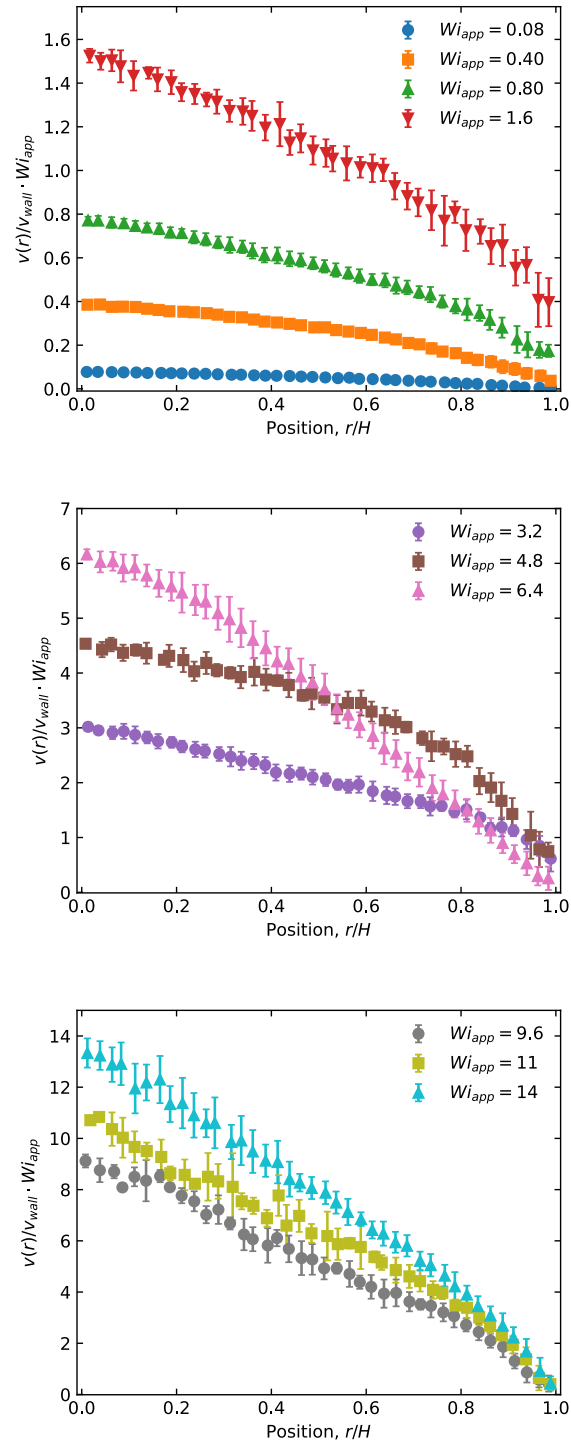 1.6
1.4
1.2
1.0
0.8
0.6
0.4
0.2
0.0
v(r)/v_wall · Wi_app
Wi_app = 0.08
Wi_app = 0.40
Wi_app = 0.80
Wi_app = 1.6
0.0 0.2 0.4 0.6 0.8 1.0
Position, r/H
7
6
5
4
3
2
1
0
v(r)/v_wall · Wi_app
Wi_app = 3.2
Wi_app = 4.8
Wi_app = 6.4
0.0 0.2 0.4 0.6 0.8 1.0
Position, r/H
14
12
10
8
6
4
2
0
v(r)/v_wall · Wi_app
Wi_app = 9.6
Wi_app = 11
Wi_app = 14
0.0 0.2 0.4 0.6 0.8 1.0
Position, r/H